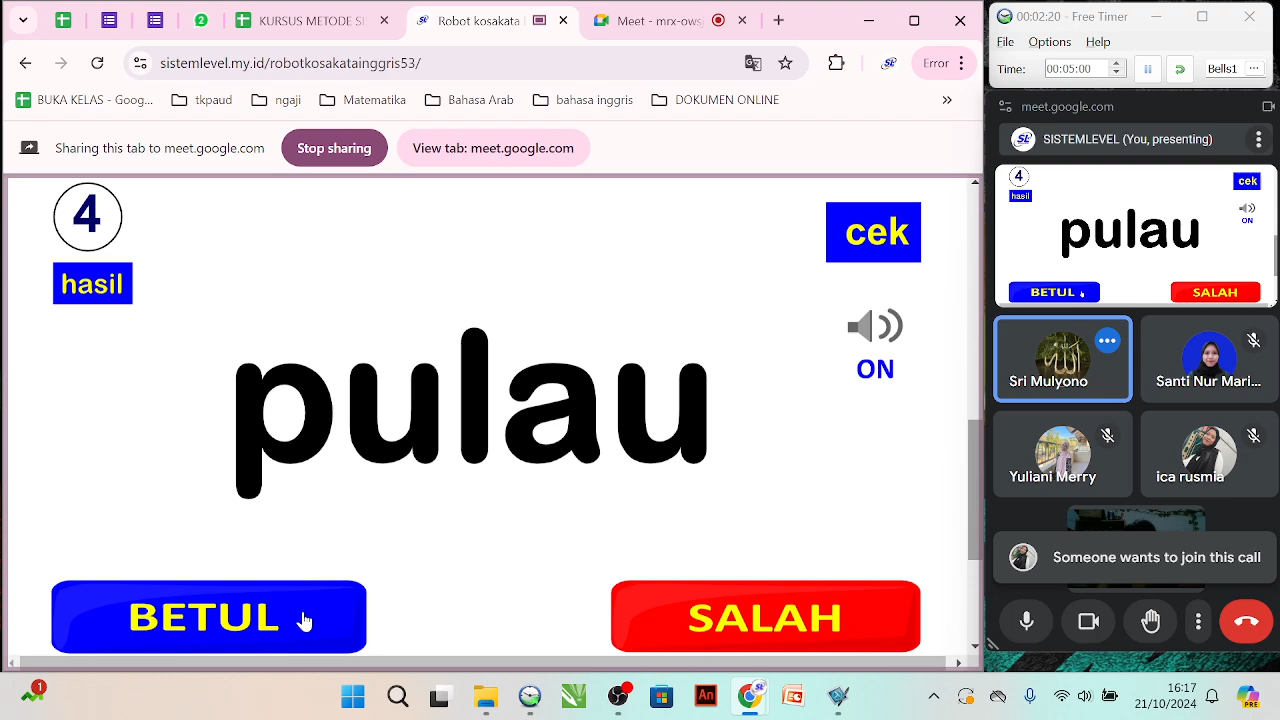 2
KURSUS METODE SI
Robot kosakata
Meet - mrx-ows
sistemlevel.my.id/robotkosakatainggris53/
Error
BUKA KELAS - Goog...
tkpaud
ngaji
Matematika
Bahasa Arab
bahasa inggris
DOKUMEN ONLINE
Sharing this tab to meet.google.com
Stop sharing
View tab: meet.google.com
4
hasil
cek
ON
pulau
BETUL
SALAH
00:02:20 - Free Timer
File Options Help
Time:
00:05:00
Bells1
...
meet.google.com
SISTEMLEVEL (You, presenting)
4
hasil
cek
ON
pulau
BETUL
SALAH
Sri Mulyono
Santi Nur Mari...
Yuliani Merry
ica rusmia
Someone wants to join this call
1
An
PRE
16:17
21/10/2024